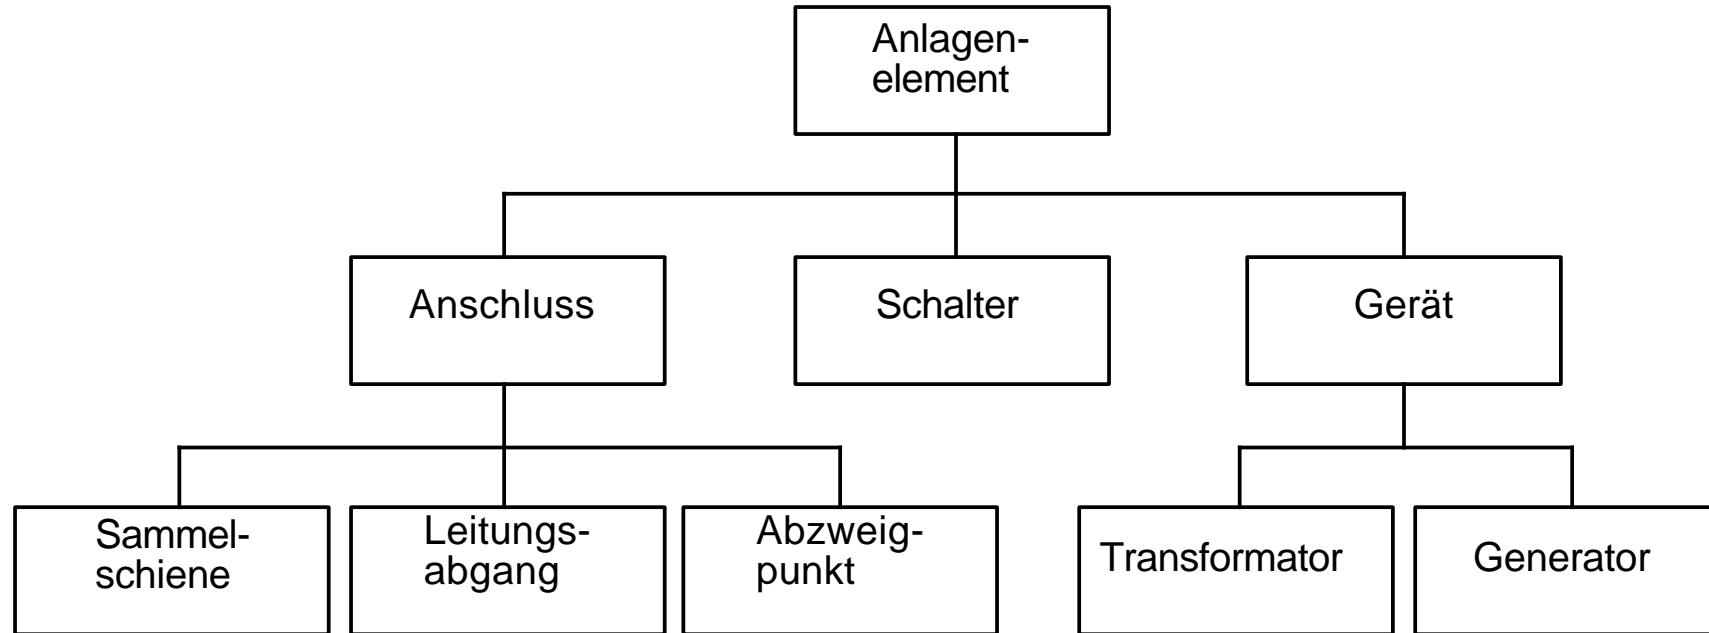 Anlagen-
element
Anschluss
Schalter
Gerät
Sammel-
schiene
Leitungs-
abgang
Abzweig-
punkt
Transformator
Generator